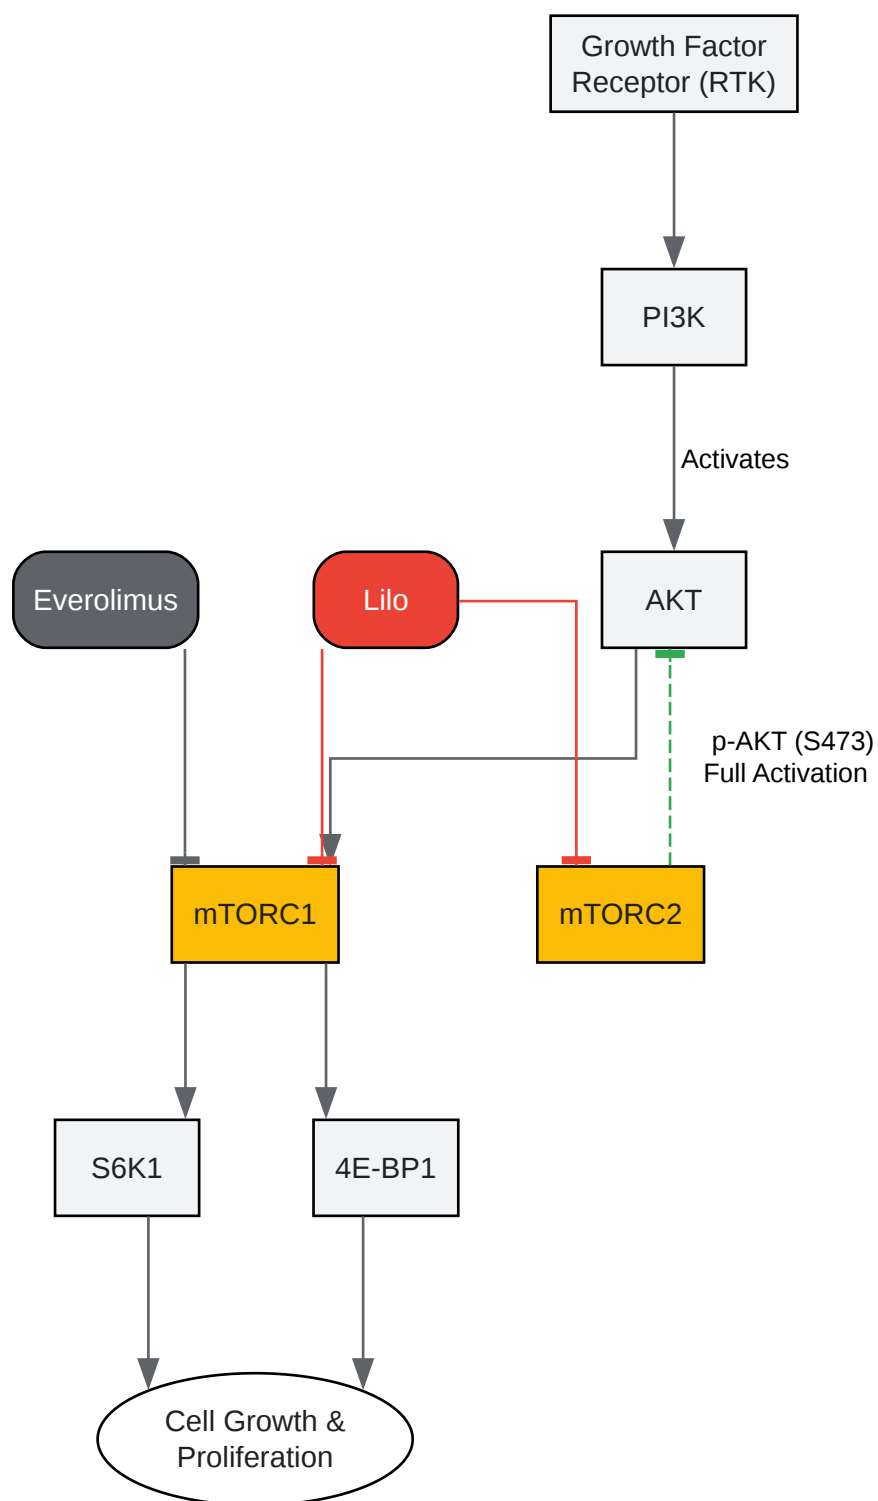 Growth Factor
Receptor (RTK)
PI3K
Activates
Everolimus
Lilo
AKT
p-AKT (S473)
Full Activation
mTORC1
mTORC2
S6K1
4E-BP1
Cell Growth &
Proliferation